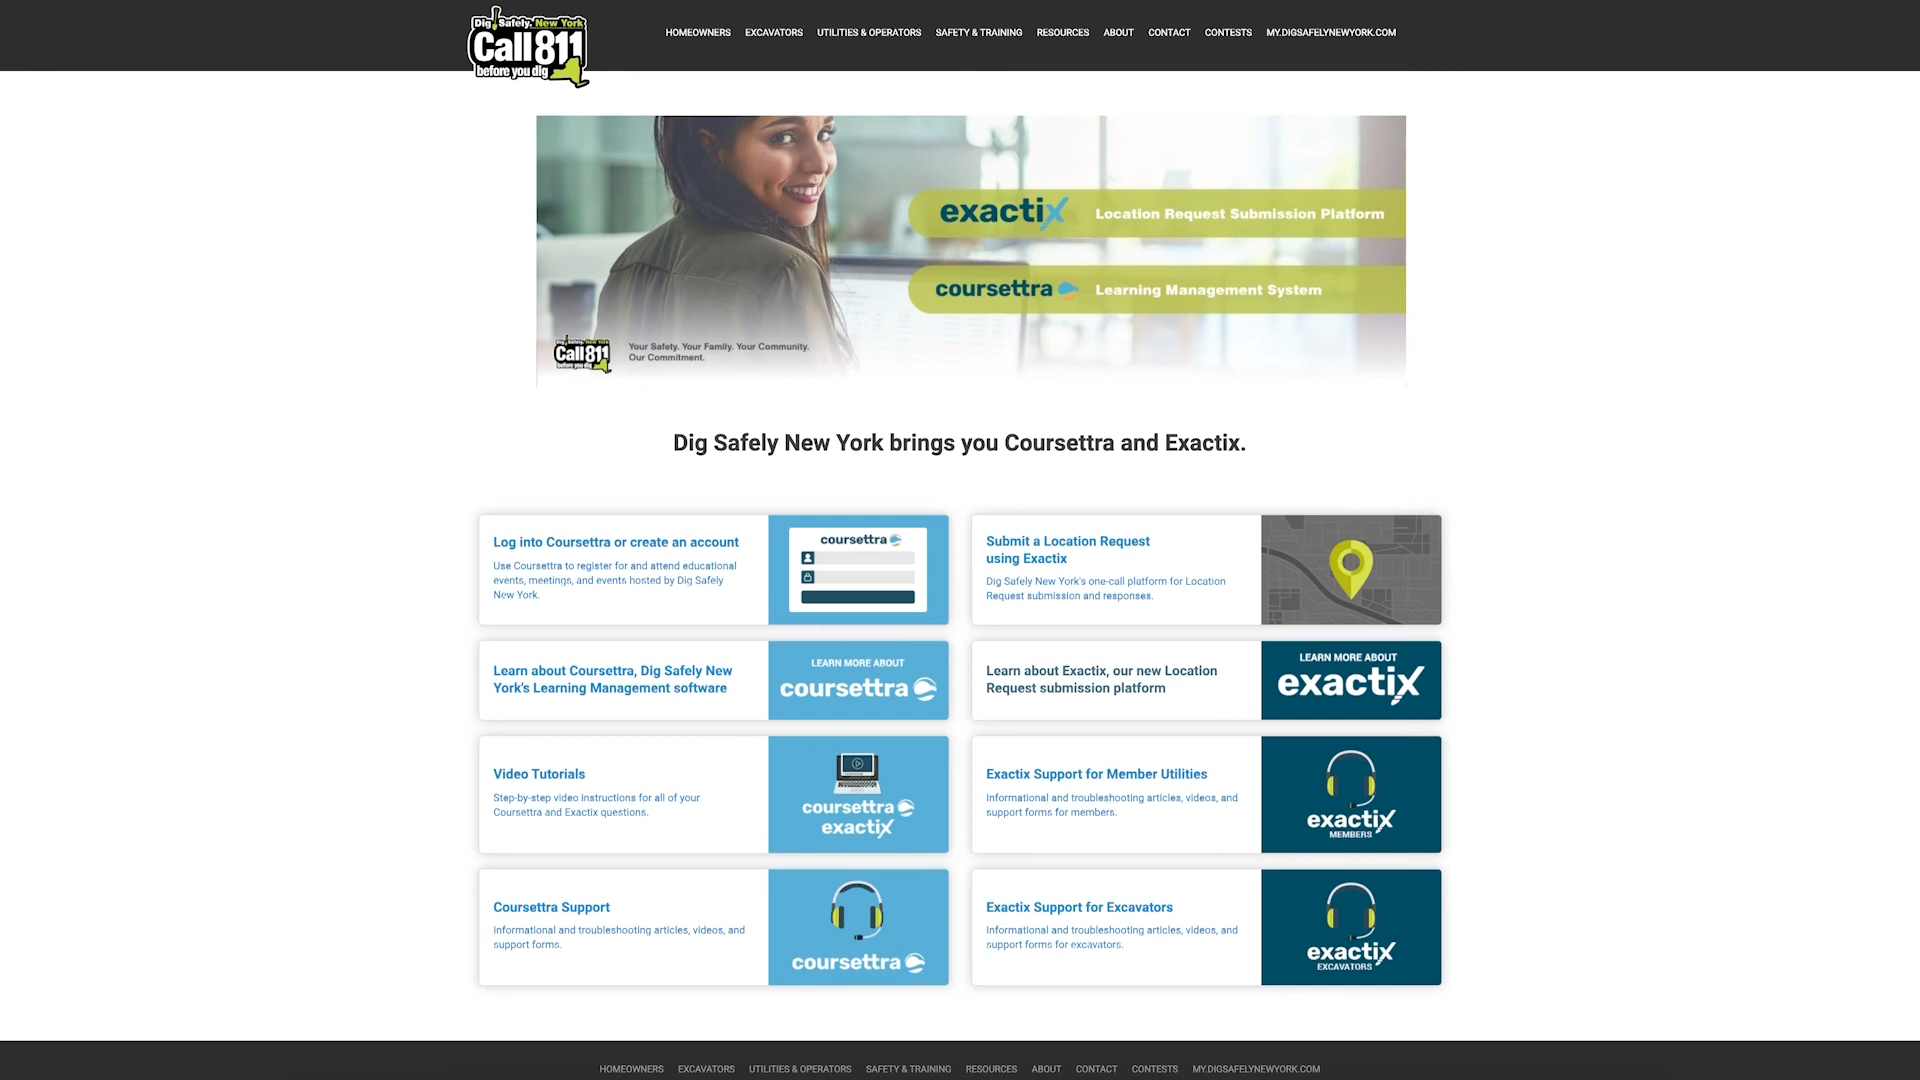 Dig Safely. New York
Call 811
before you dig
HOMEOWNERS EXCAVATORS UTILITIES & OPERATORS SAFETY & TRAINING RESOURCES ABOUT CONTACT CONTESTS MY.DIGSAFELYNEWYORK.COM
exactix Location Request Submission Platform
coursettra Learning Management System
Dig Safely. New York
Call 811
before you dig
Your Safety. Your Family. Your Community.
Our Commitment.
Dig Safely New York brings you Coursettra and Exactix.
Log into Coursettra or create an account
Use Coursettra to register for and attend educational
events, meetings, and events hosted by Dig Safely
New York.
coursettra
Submit a Location Request
using Exactix
Dig Safely New York's one-call platform for Location
Request submission and responses.
Learn about Coursettra, Dig Safely New
York's Learning Management software
LEARN MORE ABOUT
coursettra
Learn about Exactix, our new Location
Request submission platform
LEARN MORE ABOUT
exactix
Video Tutorials
Step-by-step video instructions for all of your
Coursettra and Exactix questions.
coursettra
exactix
Exactix Support for Member Utilities
Informational and troubleshooting articles, videos, and
support forms for members.
exactix
MEMBERS
Coursettra Support
Informational and troubleshooting articles, videos, and
support forms.
coursettra
Exactix Support for Excavators
Informational and troubleshooting articles, videos, and
support forms for excavators.
exactix
EXCAVATORS
HOMEOWNERS EXCAVATORS UTILITIES & OPERATORS SAFETY & TRAINING RESOURCES ABOUT CONTACT CONTESTS MY.DIGSAFELYNEWYORK.COM